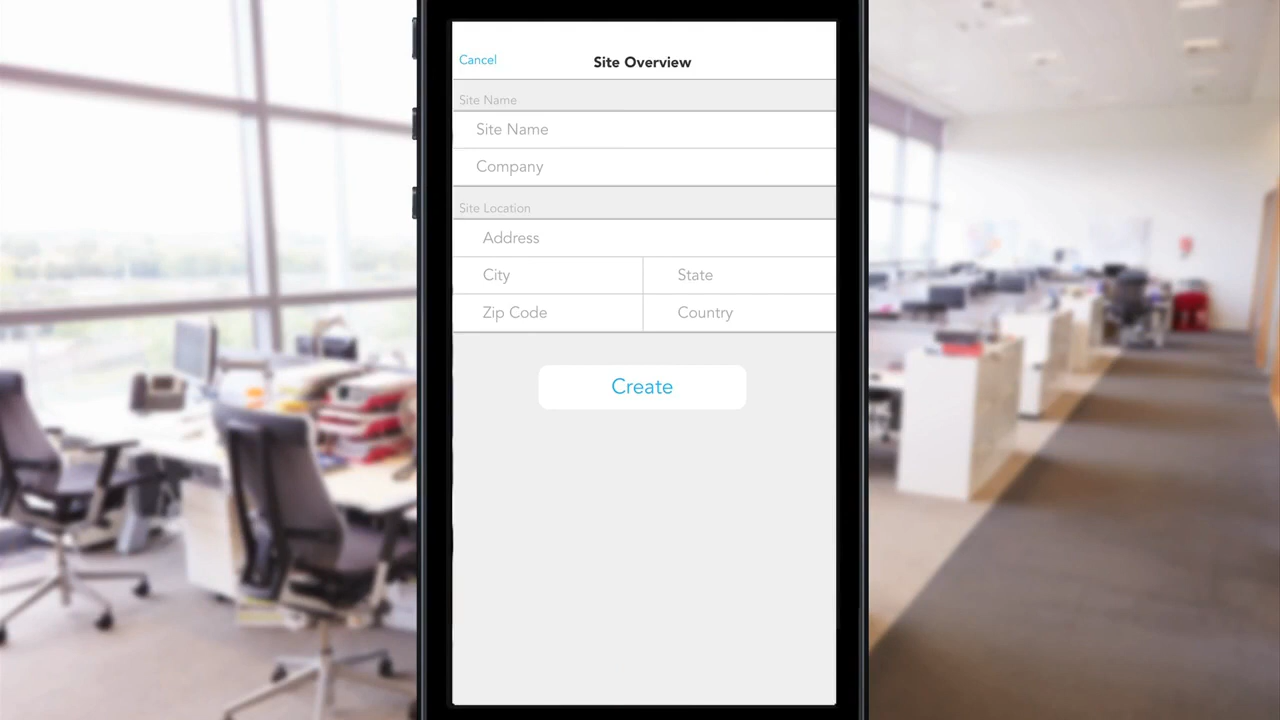 Cancel
Site Overview
Site Name
Site Name
Company
Site Location
Address
City State
Zip Code Country
Create